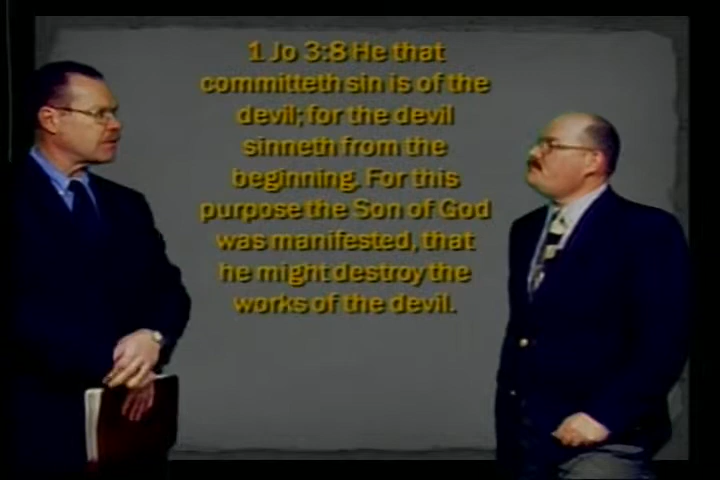 1 Jo 3:8 He that
committeth sin is of the
devil; for the devil
sinneth from the
beginning. For this
purpose the Son of God
was manifested, that
he might destroy the
works of the devil.